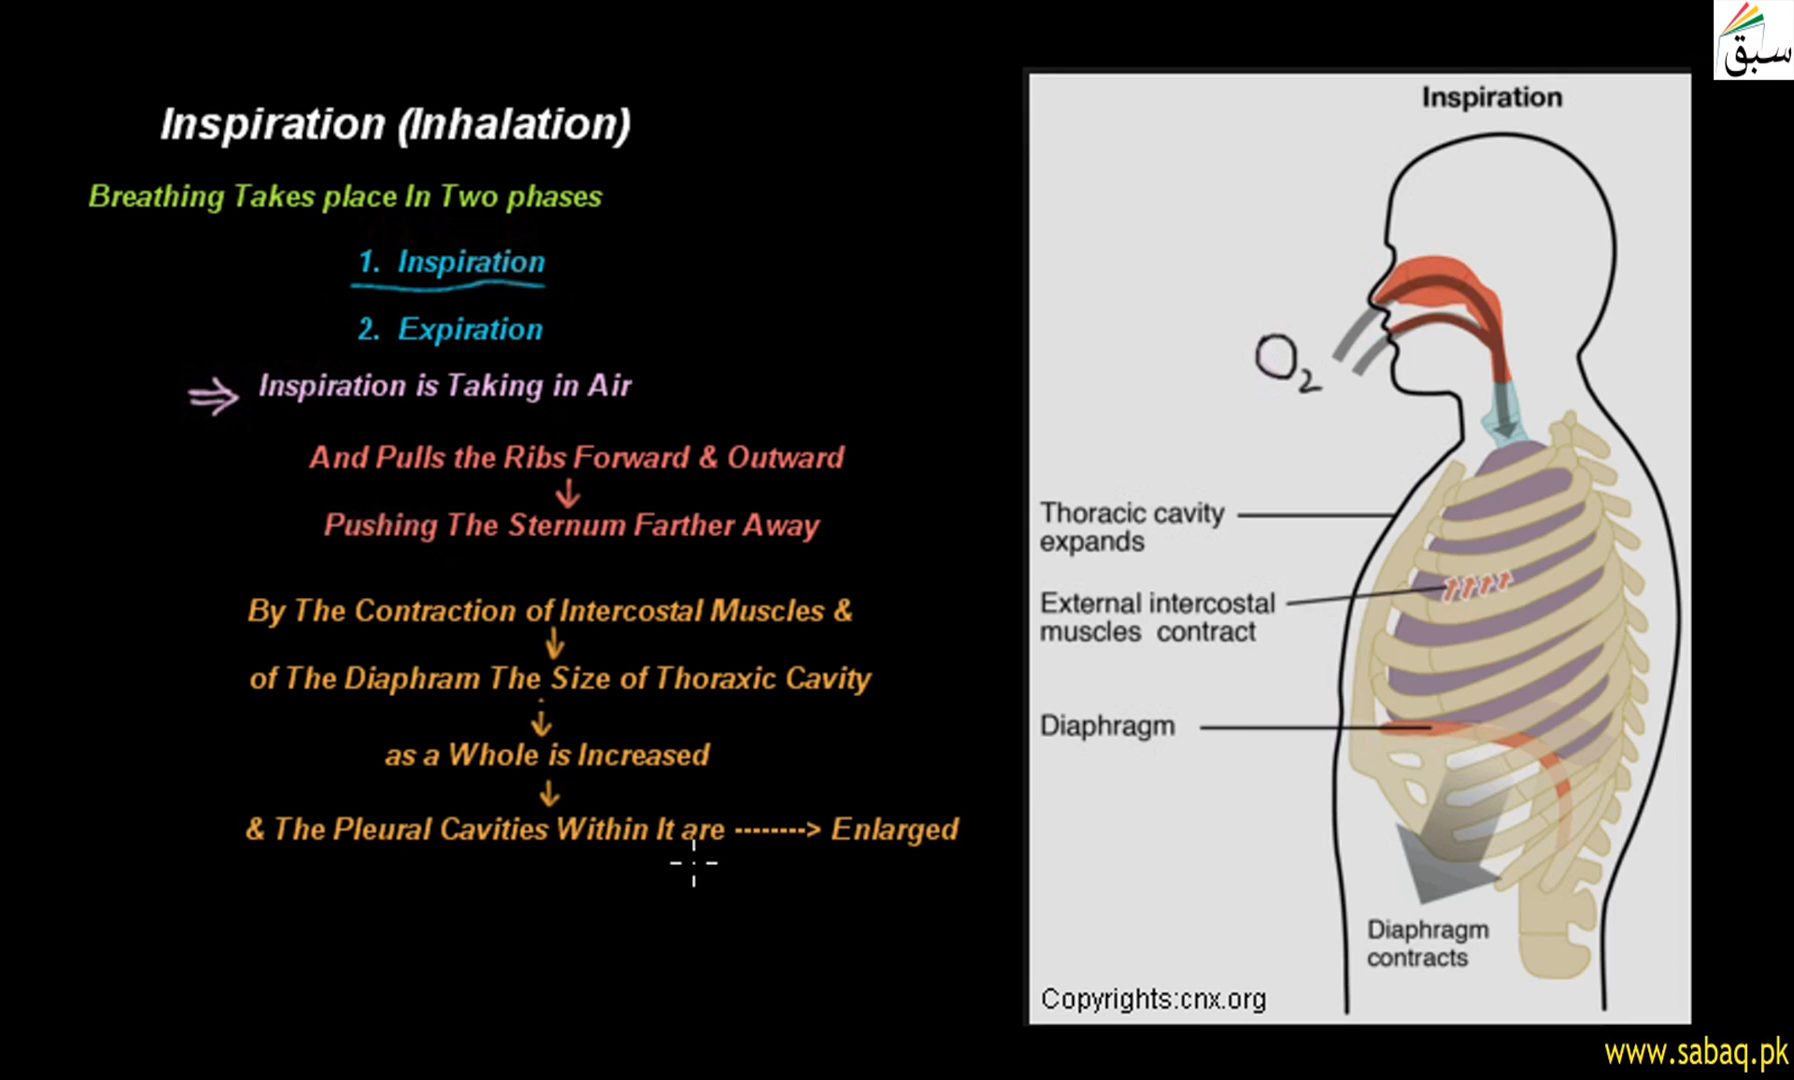 Inspiration (Inhalation)
Breathing Takes place In Two phases
1. Inspiration
2. Expiration
⇒ Inspiration is Taking in Air
And Pulls the Ribs Forward & Outward
↓
Pushing The Sternum Farther Away
By The Contraction of Intercostal Muscles &
↓
of The Diaphram The Size of Thoraxic Cavity
↓
as a Whole is Increased
↓
& The Pleural Cavities Within It are --------> Enlarged
سبق
Inspiration
O2
Thoracic cavity
expands
External intercostal
muscles contract
Diaphragm
Diaphragm
contracts
Copyrights:cnx.org
www.sabaq.pk